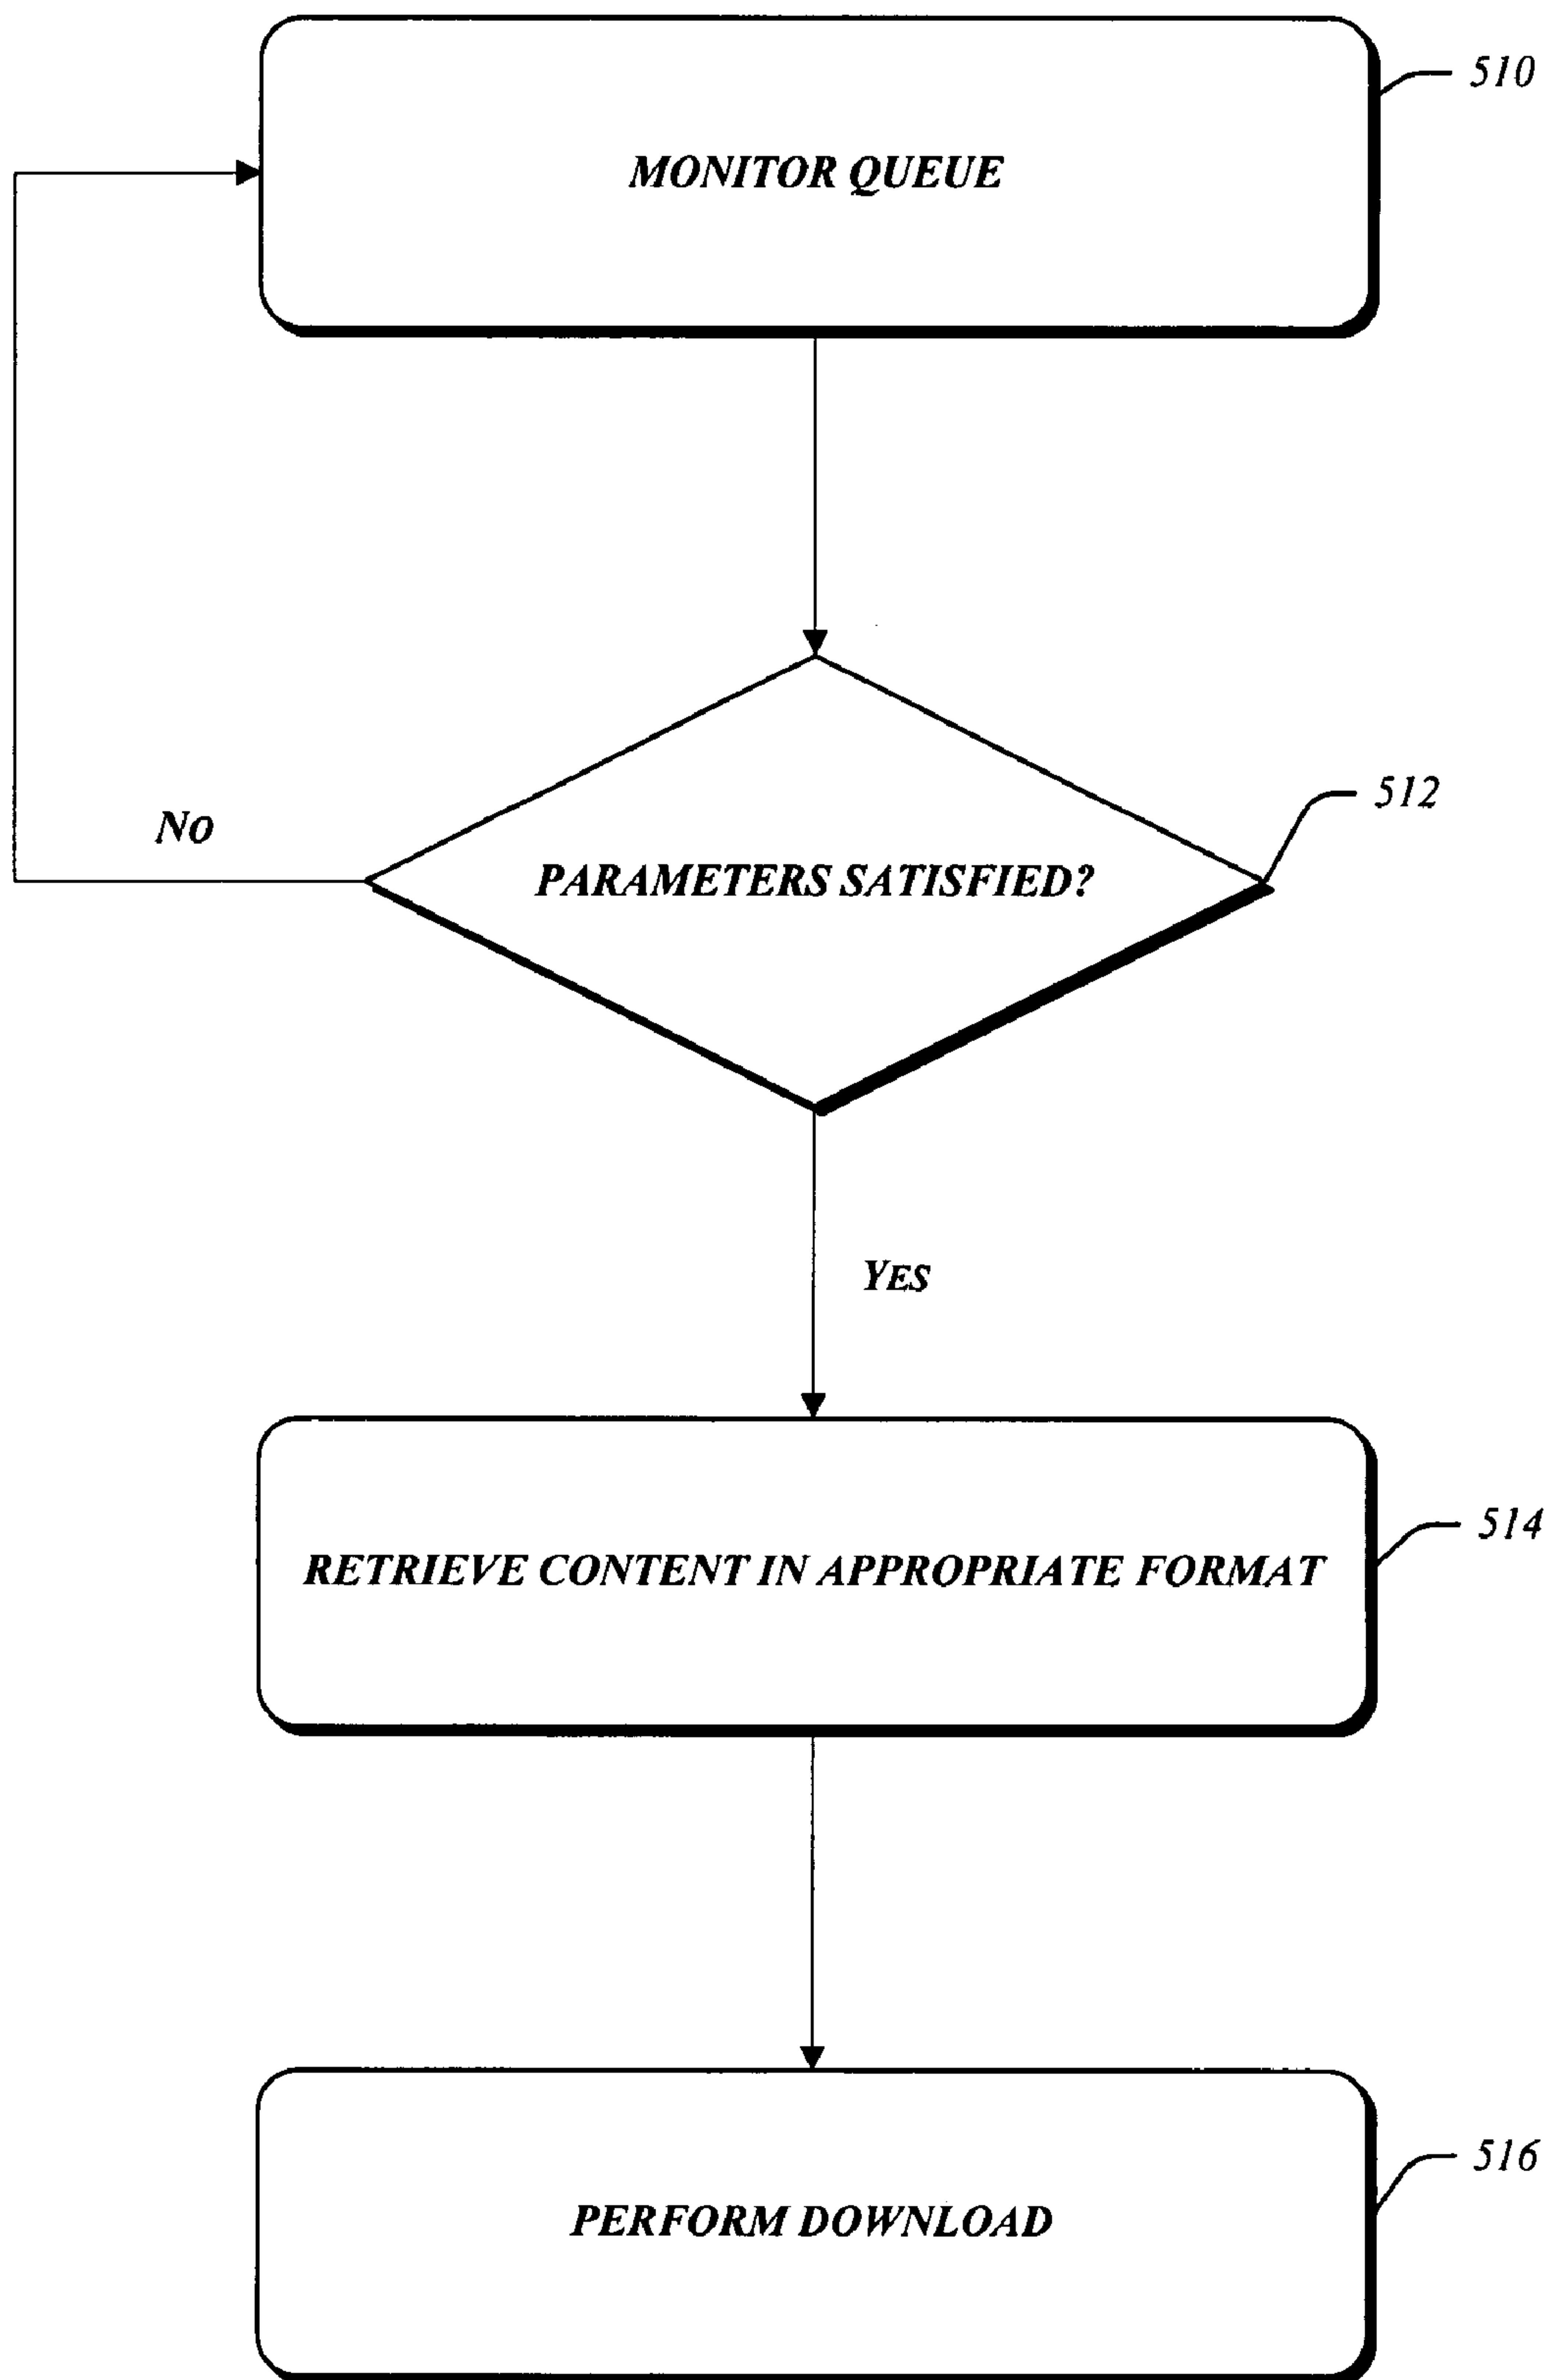 510
MONITOR QUEUE
512
NO
PARAMETERS SATISFIED?
YES
514
RETRIEVE CONTENT IN APPROPRIATE FORMAT
516
PERFORM DOWNLOAD